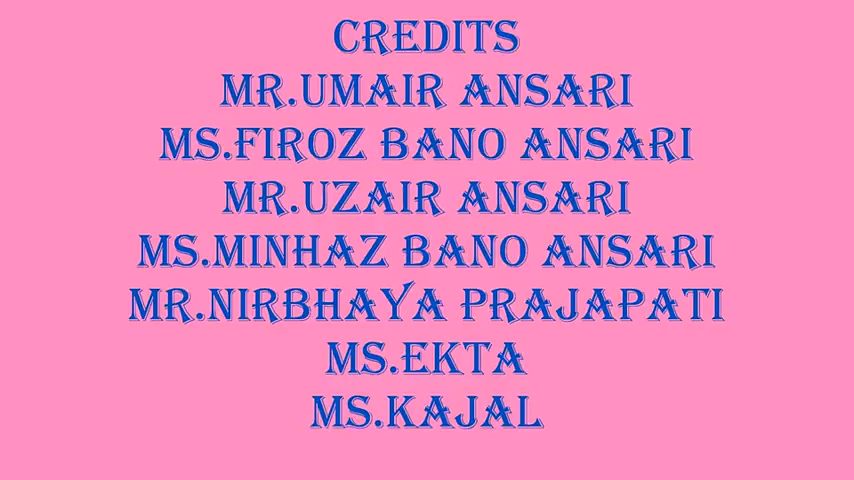 CREDITS
MR.UMAIR ANSARI
MS.FIROZ BANO ANSARI
MR.UZAIR ANSARI
MS.MINHAZ BANO ANSARI
MR.NIRBHAYA PRAJAPATI
MS.EKTA
MS.KAJAL